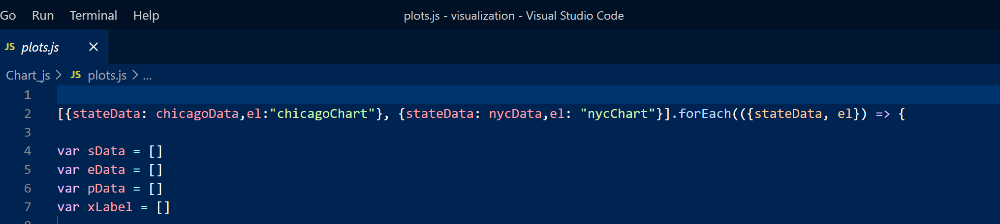 Go Run Terminal Help plots.js - visualization - Visual Studio Code
JS plots.js ×
Chart_js > JS plots.js > ...
1
2 [{stateData: chicagoData,el:"chicagoChart"}, {stateData: nycData,el: "nycChart"}].forEach(({stateData, el}) => {
3
4 var sData = []
5 var eData = []
6 var pData = []
7 var xLabel = []